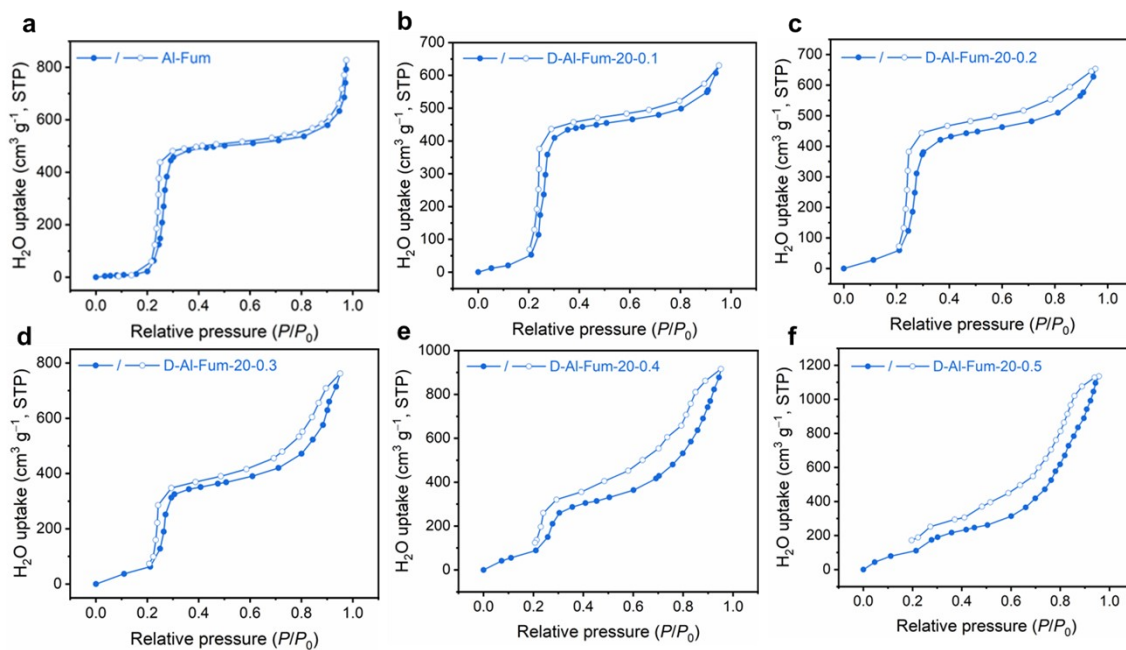 a
/ Al-Fum
H₂O uptake (cm³ g⁻¹, STP)
800
600
400
200
0
0.0 0.2 0.4 0.6 0.8 1.0
Relative pressure (P/P₀)
b
/ D-Al-Fum-20-0.1
H₂O uptake (cm³ g⁻¹, STP)
700
600
500
400
300
200
100
0
0.0 0.2 0.4 0.6 0.8 1.0
Relative pressure (P/P₀)
c
/ D-Al-Fum-20-0.2
H₂O uptake (cm³ g⁻¹, STP)
700
600
500
400
300
200
100
0
0.0 0.2 0.4 0.6 0.8 1.0
Relative pressure (P/P₀)
d
/ D-Al-Fum-20-0.3
H₂O uptake (cm³ g⁻¹, STP)
800
600
400
200
0
0.0 0.2 0.4 0.6 0.8 1.0
Relative pressure (P/P₀)
e
/ D-Al-Fum-20-0.4
H₂O uptake (cm³ g⁻¹, STP)
1000
800
600
400
200
0
0.0 0.2 0.4 0.6 0.8 1.0
Relative pressure (P/P₀)
f
/ D-Al-Fum-20-0.5
H₂O uptake (cm³ g⁻¹, STP)
1200
1000
800
600
400
200
0
0.0 0.2 0.4 0.6 0.8 1.0
Relative pressure (P/P₀)